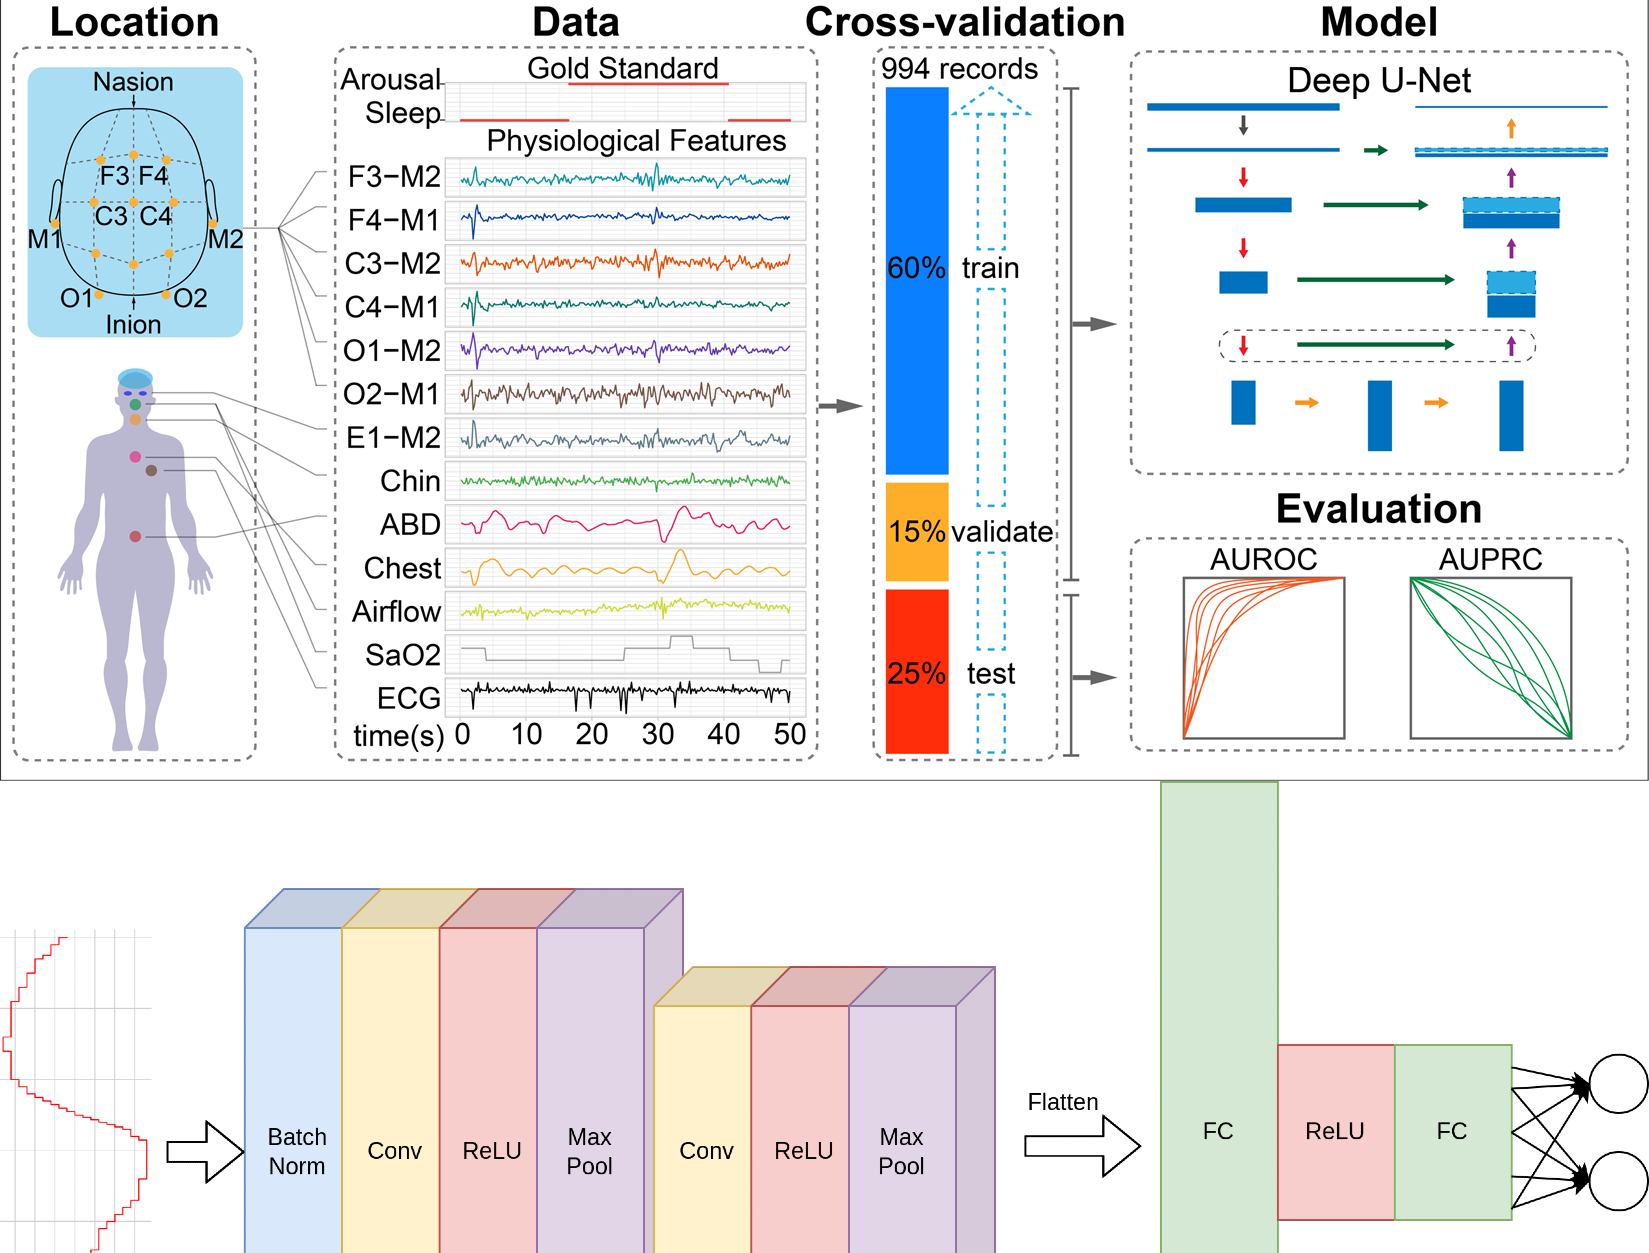 Location
Data
Cross-validation
Model
Nasion
F3 F4
C3 C4
M1
M2
O1
O2
Inion
Gold Standard
Arousal
Sleep
Physiological Features
F3−M2
F4−M1
C3−M2
C4−M1
O1−M2
O2−M1
E1−M2
Chin
ABD
Chest
Airflow
SaO2
ECG
time(s) 0 10 20 30 40 50
994 records
60% train
15% validate
25% test
Deep U-Net
Evaluation
AUROC
AUPRC
Batch
Norm
Conv
ReLU
Max
Pool
Conv
ReLU
Max
Pool
Flatten
FC
ReLU
FC